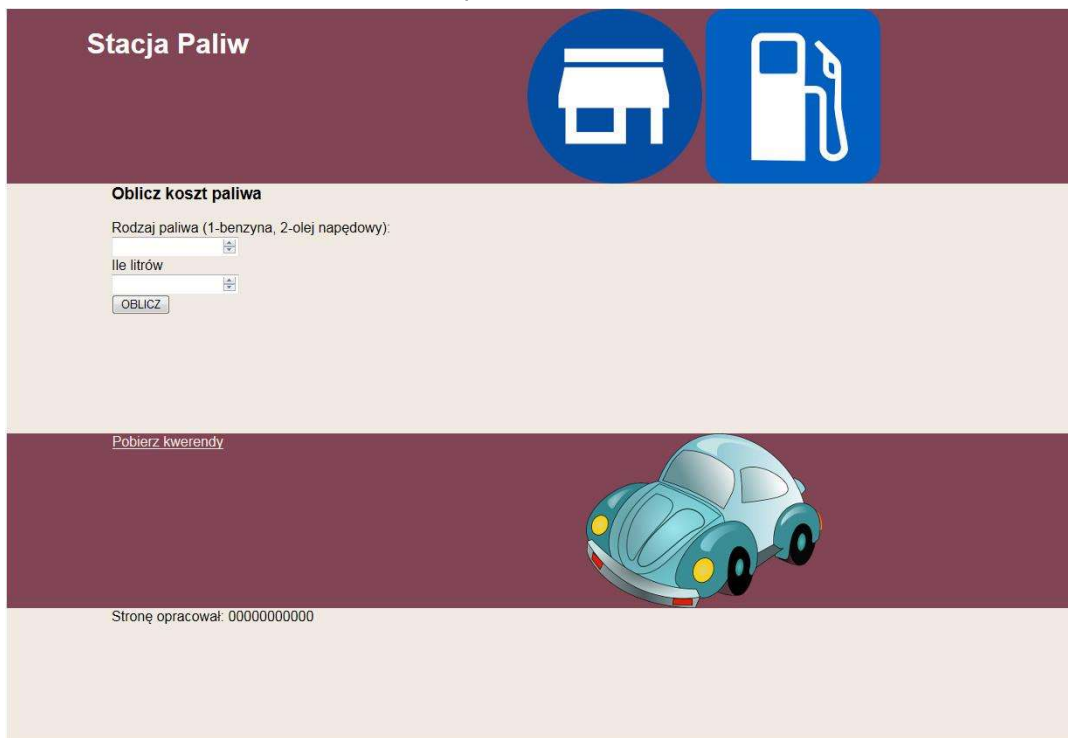 Stacja Paliw
Oblicz koszt paliwa
Rodzaj paliwa (1-benzyna, 2-olej napędowy):
Ile litrów
OBLICZ
Pobierz kwerendy
Stronę opracował: 00000000000